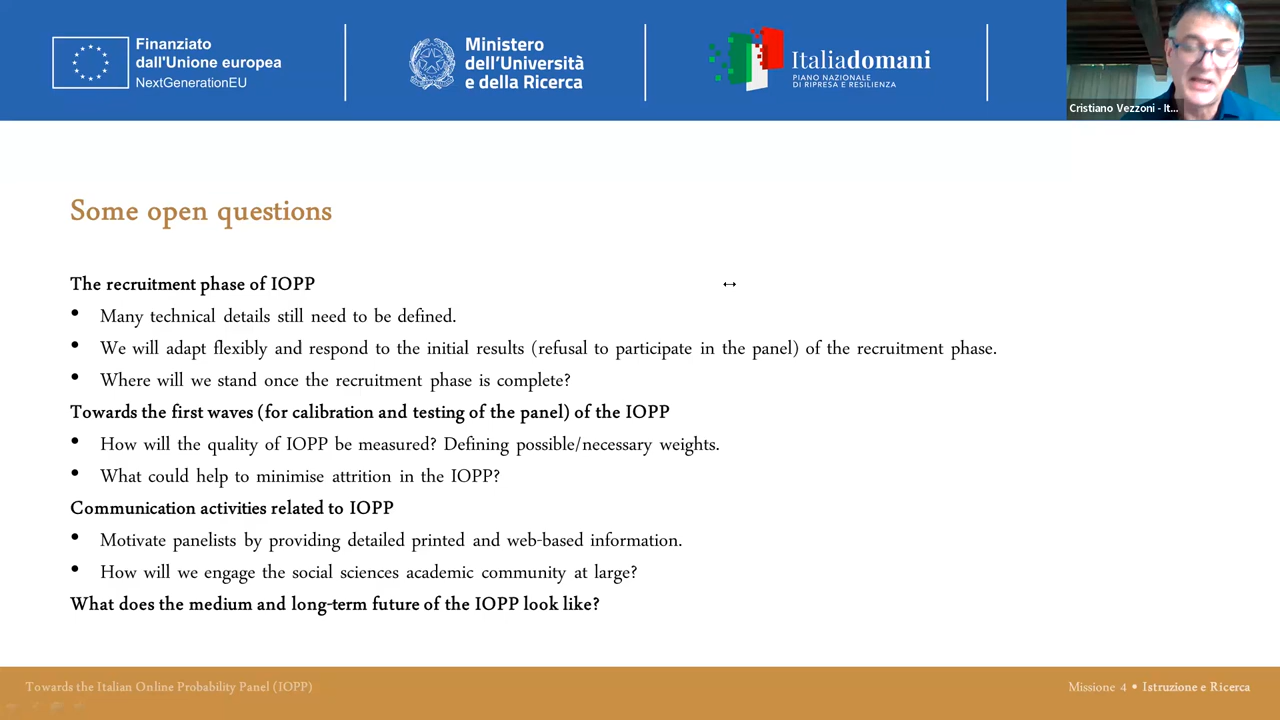 Finanziato
dall'Unione europea
NextGenerationEU
Ministero
dell'Università
e della Ricerca
Italiadomani
PIANO NAZIONALE
DI RIPRESA E RESILIENZA
Cristiano Vezzoni - It...
Some open questions
The recruitment phase of IOPP
• Many technical details still need to be defined.
• We will adapt flexibly and respond to the initial results (refusal to participate in the panel) of the recruitment phase.
• Where will we stand once the recruitment phase is complete?
Towards the first waves (for calibration and testing of the panel) of the IOPP
• How will the quality of IOPP be measured? Defining possible/necessary weights.
• What could help to minimise attrition in the IOPP?
Communication activities related to IOPP
• Motivate panelists by providing detailed printed and web-based information.
• How will we engage the social sciences academic community at large?
What does the medium and long-term future of the IOPP look like?
Towards the Italian Online Probability Panel (IOPP)
Missione 4 • Istruzione e Ricerca